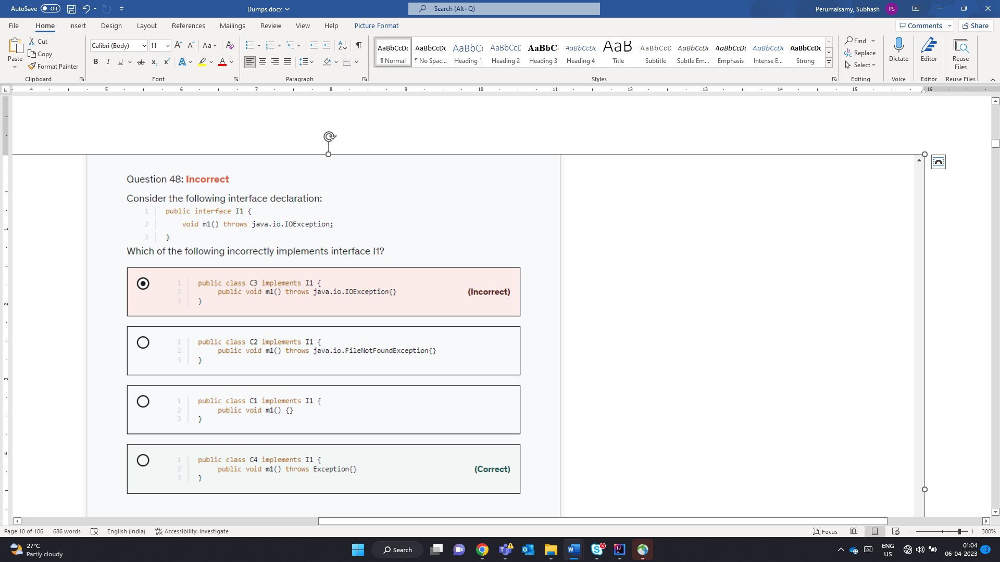 AutoSave Off Dumps.docx Search (Alt+Q) Perumalsamy, Subhash PS
File Home Insert Design Layout References Mailings Review View Help Picture Format Comments Share
Paste Cut Copy Format Painter
Clipboard
Calibri (Body) 11
Font
Paragraph
AaBbCcDc AaBbCcDc AaBbCc AaBbCcD AaBbCc AaBbCcDc AaB AaBbCcD AaBbCcDc AaBbCcDc AaBbCcDc AaBbCcDc
¶ Normal ¶ No Spac... Heading 1 Heading 2 Heading 3 Heading 4 Title Subtitle Subtle Em... Emphasis Intense E... Strong
Styles
Find
Replace
Select
Editing
Dictate
Voice
Editor
Editor
Reuse Files
Reuse Files
4 5 6 7 8 9 10 11 12 13 14 15 16
Question 48: Incorrect
Consider the following interface declaration:
1 public interface I1 {
2 void m1() throws java.io.IOException;
3 }
Which of the following incorrectly implements interface I1?
1 public class C3 implements I1 {
2 public void m1() throws java.io.IOException{}
3 }
(Incorrect)
1 public class C2 implements I1 {
2 public void m1() throws java.io.FileNotFoundException{}
3 }
1 public class C1 implements I1 {
2 public void m1() {}
3 }
1 public class C4 implements I1 {
2 public void m1() throws Exception{}
3 }
(Correct)
1
2
3
4
Page 10 of 106 686 words English (India) Accessibility: Investigate Focus 380%
27°C
Partly cloudy
Search
ENG
US
01:04
06-04-2023
13